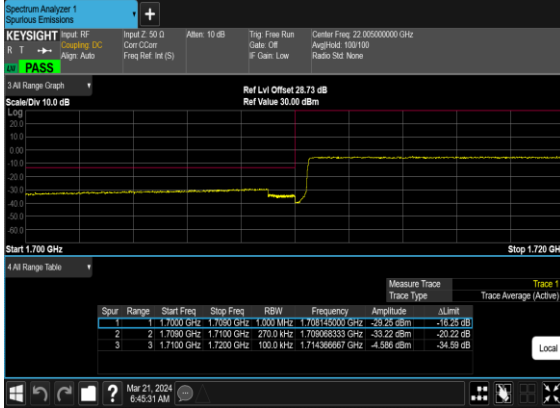 Spectrum Analyzer 1
Spurious Emissions
+
KEYSIGHT Input: RF Input Z: 50 Ω Atten: 10 dB Trig: Free Run Center Freq: 22.005000000 GHz
R T Coupling: DC Corr CCorr Gate: Off Avg|Hold: 100/100
Align: Auto Freq Ref: Int (S) IF Gain: Low Radio Std: None
LXI PASS
3 All Range Graph
Ref Lvl Offset 28.73 dB
Scale/Div 10.0 dB Ref Value 30.00 dBm
Log
20.0
10.0
0.00
-10.0
-20.0
-30.0
-40.0
-50.0
-60.0
Start 1.700 GHz Stop 1.720 GH
4 All Range Table
Measure Trace Trace 1
Trace Type Trace Average (Active)
Spur Range Start Freq Stop Freq RBW Frequency Amplitude ΔLimit
1 1 1.7000 GHz 1.7090 GHz 1.000 MHz 1.708145000 GHz -29.25 dBm -16.25 dB
2 2 1.7090 GHz 1.7100 GHz 270.0 kHz 1.709068333 GHz -33.22 dBm -20.22 dB
3 3 1.7100 GHz 1.7200 GHz 100.0 kHz 1.714366667 GHz -4.586 dBm -34.59 dB
Local
? Mar 21, 2024
6:45:31 AM